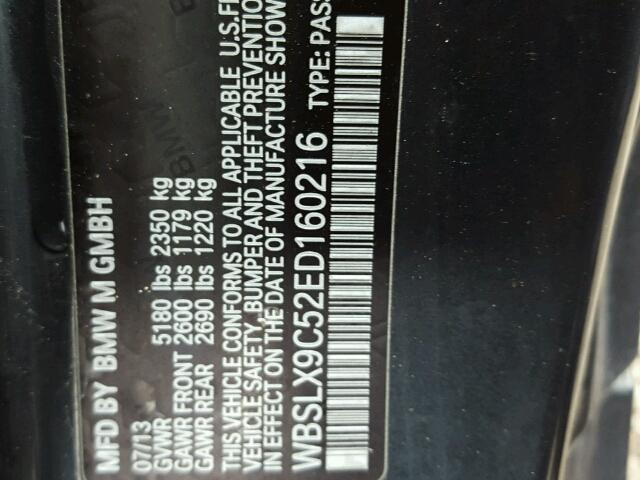 MFD BY BMW M GMBH
07/13
GVWR 5180 lbs 2350 kg
GAWR FRONT 2600 lbs 1179 kg
GAWR REAR 2690 lbs 1220 kg
THIS VEHICLE CONFORMS TO ALL APPLICABLE U.S.
VEHICLE SAFETY, BUMPER AND THEFT PREVENTION
IN EFFECT ON THE DATE OF MANUFACTURE SHOW
WBSLX9C52ED160216 TYPE: PASS
BMW